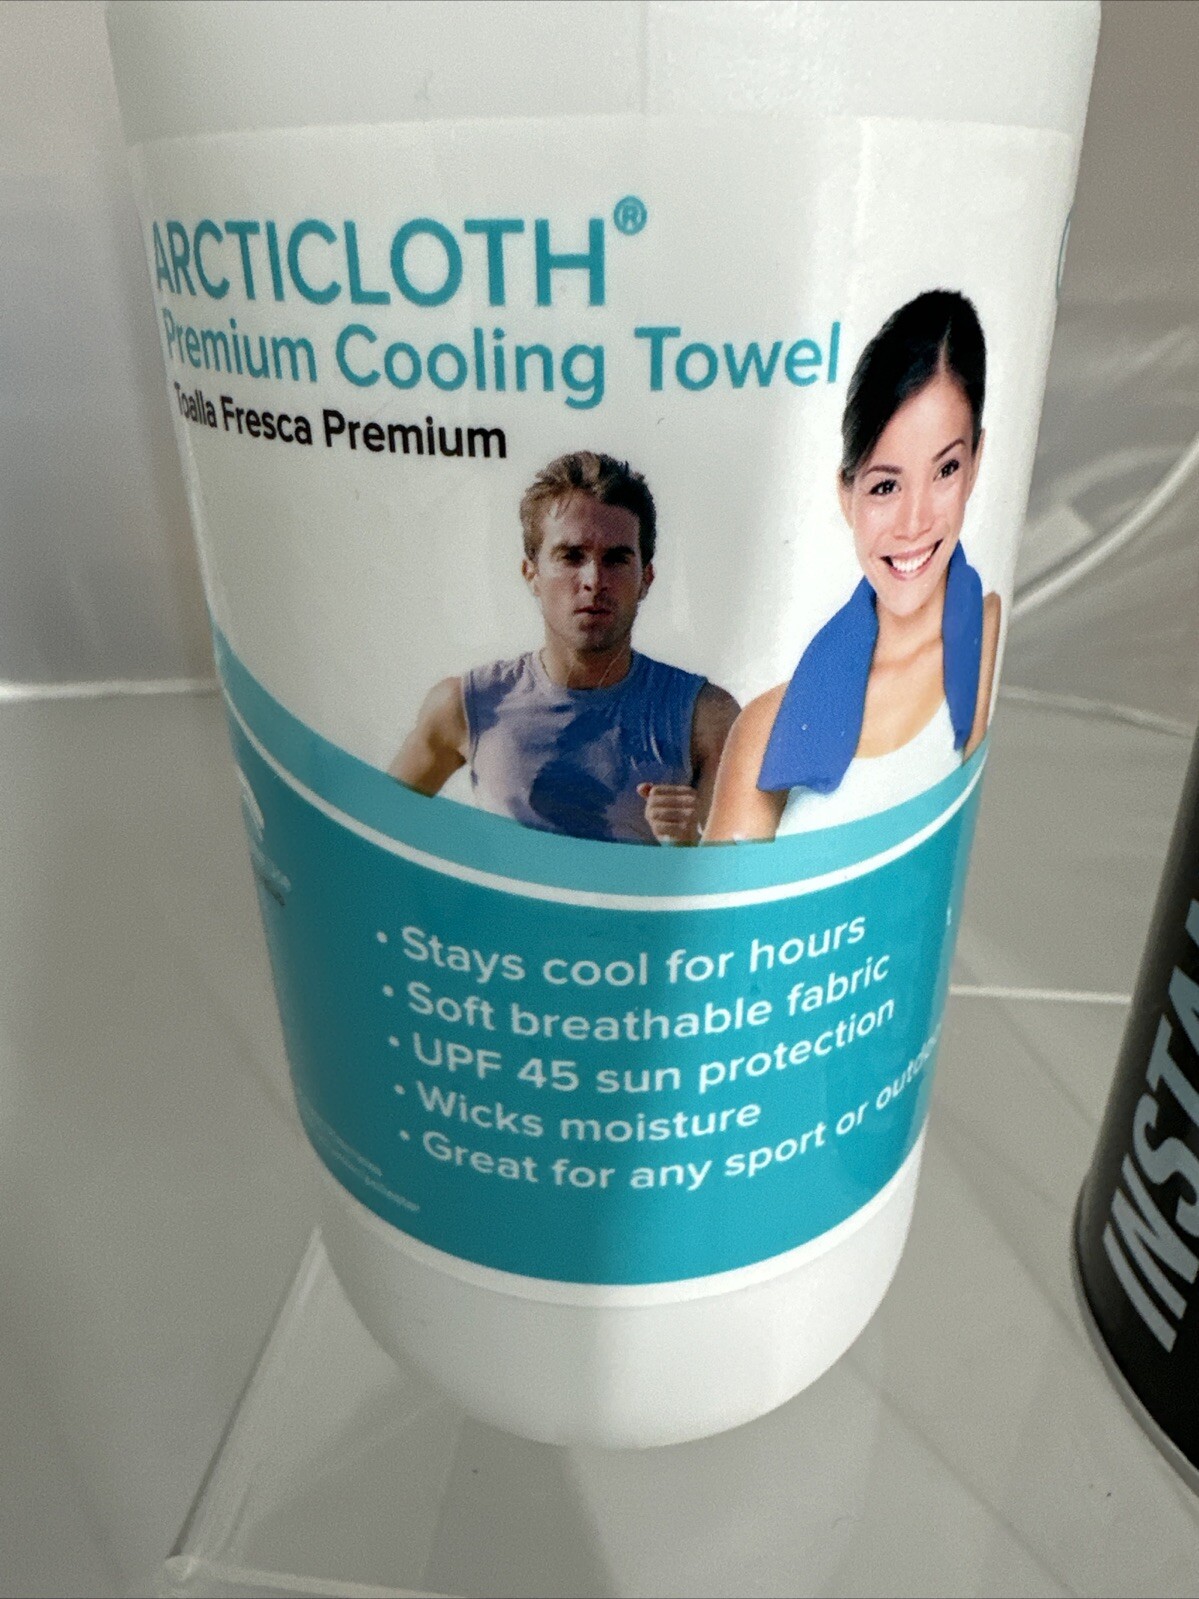 ARCTICLOTH®
Premium Cooling Towel
Toalla Fresca Premium
• Stays cool for hours
• Soft breathable fabric
• UPF 45 sun protection
• Wicks moisture
• Great for any sport or